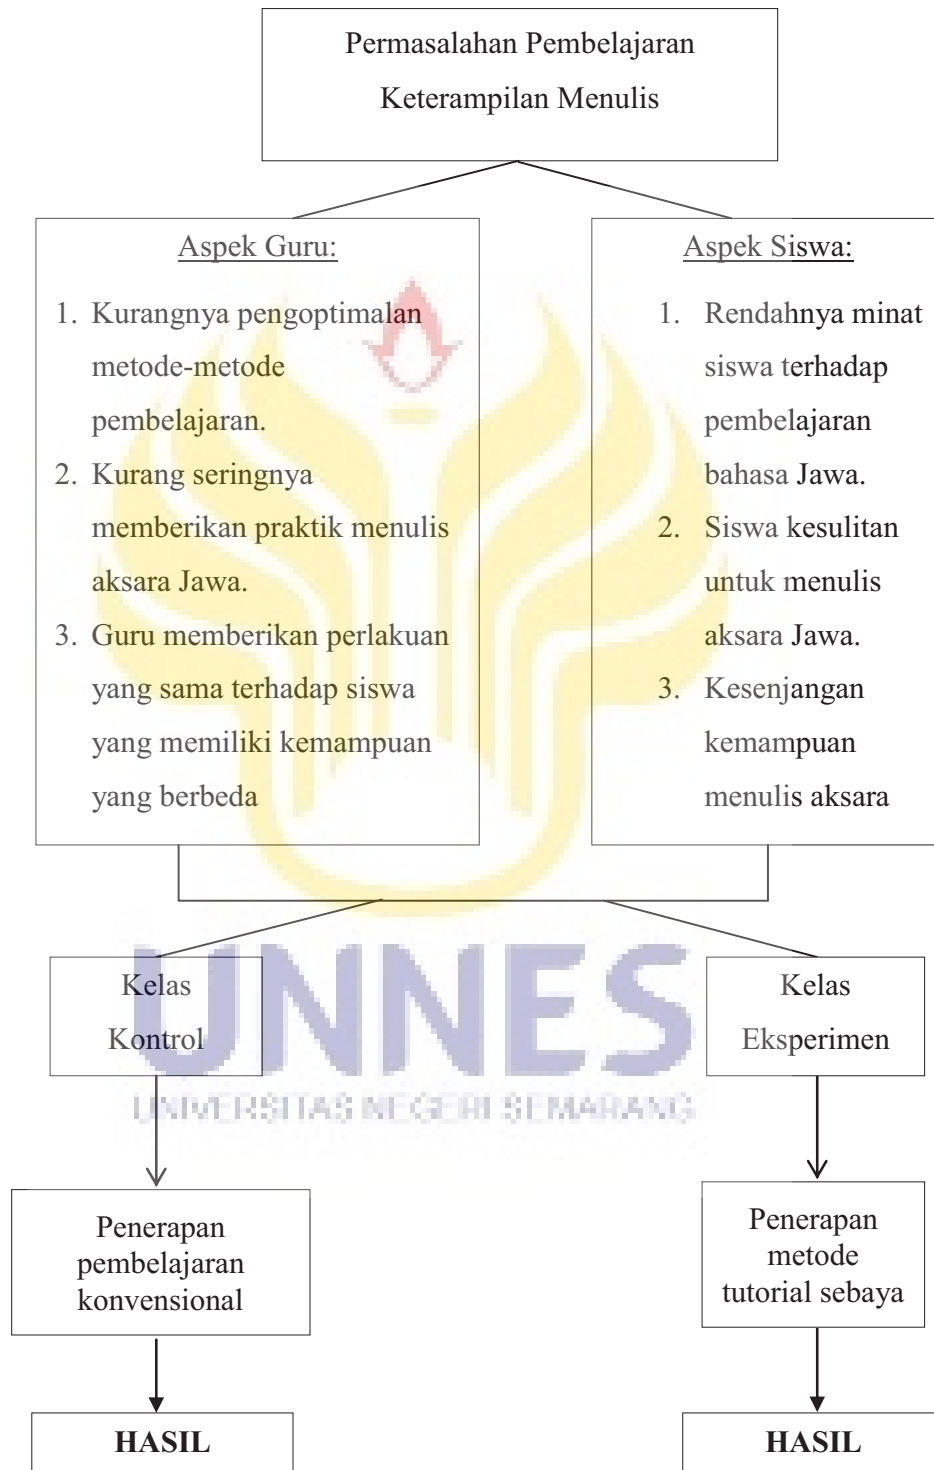 Permasalahan Pembelajaran
Keterampilan Menulis
Aspek Guru:
1. Kurangnya pengoptimalan
metode-metode
pembelajaran.
2. Kurang seringnya
memberikan praktik menulis
aksara Jawa.
3. Guru memberikan perlakuan
yang sama terhadap siswa
yang memiliki kemampuan
yang berbeda
Aspek Siswa:
1. Rendahnya minat
siswa terhadap
pembelajaran
bahasa Jawa.
2. Siswa kesulitan
untuk menulis
aksara Jawa.
3. Kesenjangan
kemampuan
menulis aksara
UNNES
UNIVERSITAS NEGERI SEMARANG
Kelas
Kontrol
Kelas
Eksperimen
Penerapan
pembelajaran
konvensional
Penerapan
metode
tutorial sebaya
HASIL
HASIL